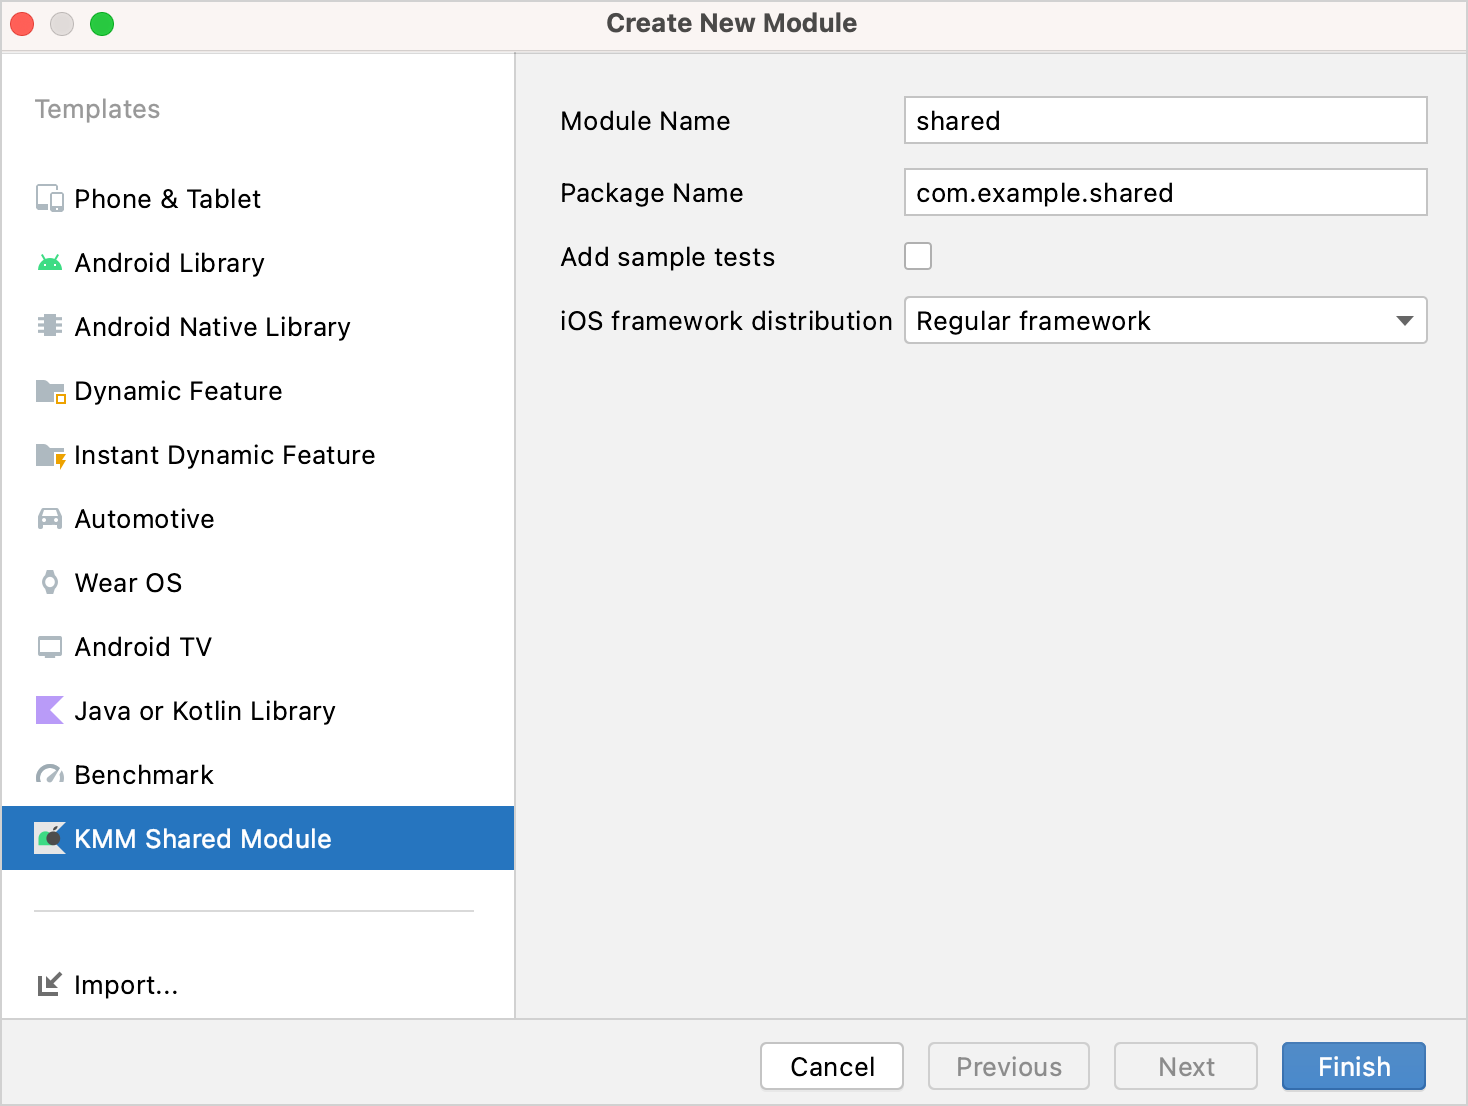 Create New Module
Templates
Phone & Tablet
Android Library
Android Native Library
Dynamic Feature
Instant Dynamic Feature
Automotive
Wear OS
Android TV
Java or Kotlin Library
Benchmark
KMM Shared Module
Import...
Module Name shared
Package Name com.example.shared
Add sample tests
iOS framework distribution Regular framework
Cancel Previous Next Finish